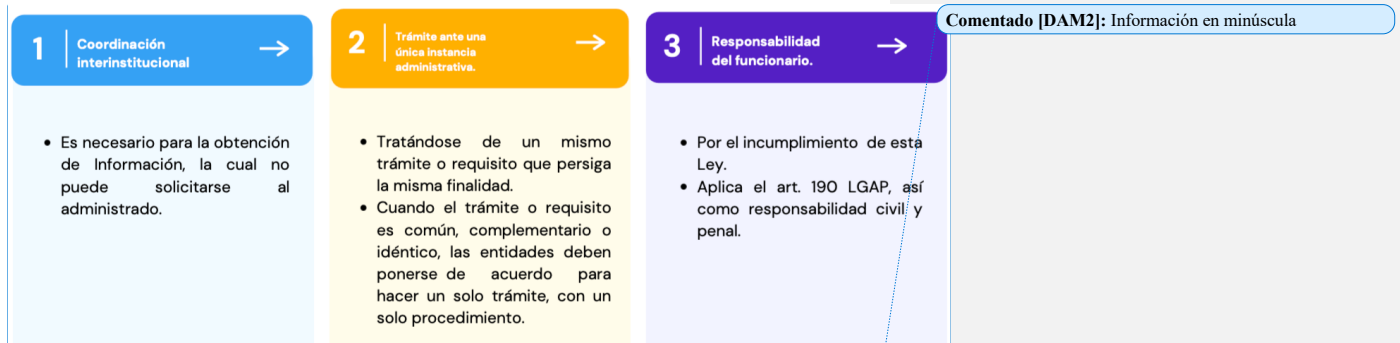 1
Coordinación
interinstitucional
Es necesario para la obtención
de Información, la cual no
puede solicitarse al
administrado.
2
Trámite ante una
única instancia
administrativa.
Tratándose de un mismo
trámite o requisito que persiga
la misma finalidad.
Cuando el trámite o requisito
es común, complementario o
idéntico, las entidades deben
ponerse de acuerdo para
hacer un solo trámite, con un
solo procedimiento.
3
Responsabilidad
del funcionario.
Por el incumplimiento de esta
Ley.
Aplica el art. 190 LGAP, así
como responsabilidad civil y
penal.
Comentado [DAM2]: Información en minúscula